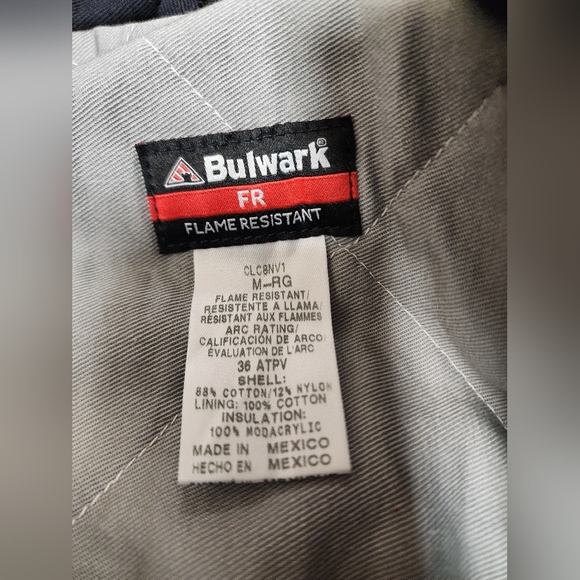 Bulwark®
FR
FLAME RESISTANT
CLC8NV1
M-RG
FLAME RESISTANT/
RESISTENTE A LLAMA/
RÉSISTANT AUX FLAMMES
ARC RATING/
CALIFICACIÓN DE ARCO/
ÉVALUATION DE L'ARC
36 ATPV
SHELL:
88% COTTON/12% NYLON
LINING: 100% COTTON
INSULATION:
100% MODACRYLIC
MADE IN MEXICO
HECHO EN MEXICO